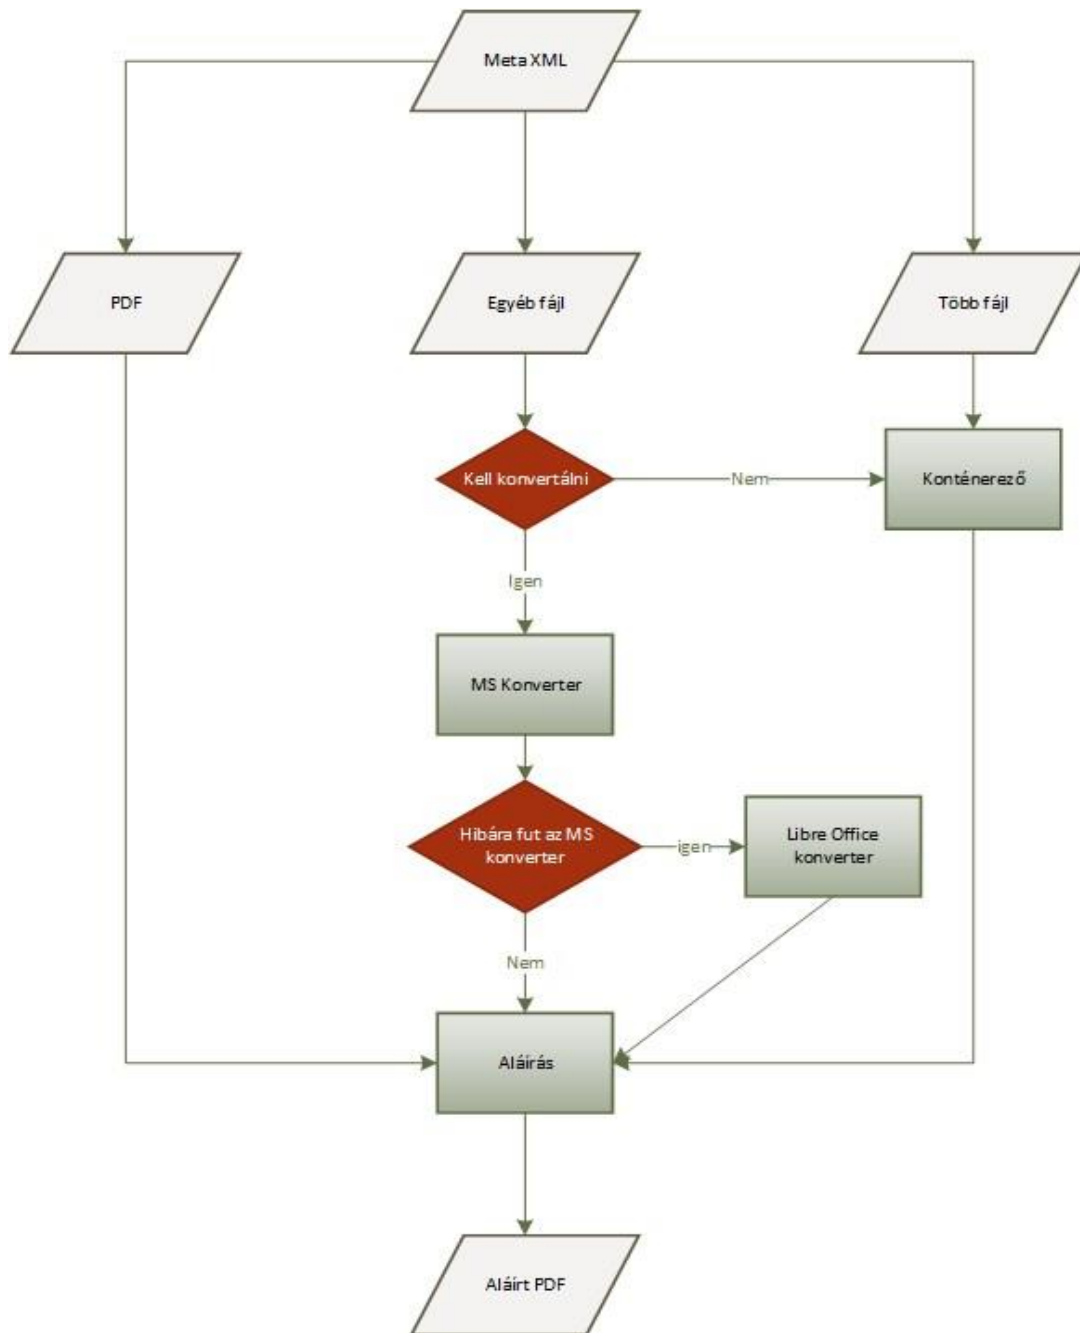 Meta XML
PDF
Egyéb fájl
Több fájl
Kell konvertálni
Nem
Konténerező
Igen
MS Konverter
Hibára fut az MS
konverter
igen
Libre Office
konverter
Nem
Aláírás
Aláírt PDF